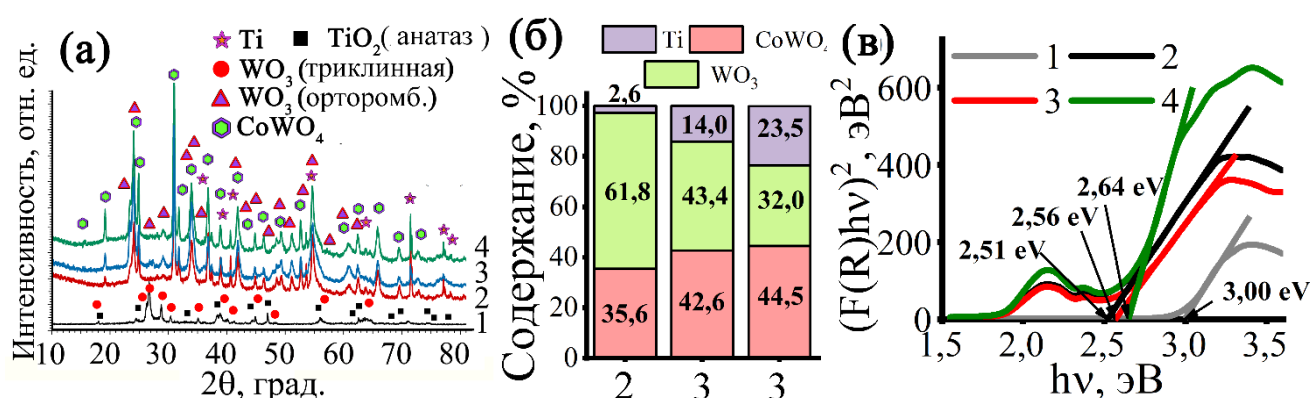 (а)
Ti
TiO2 ( анатаз )
WO3 (триклинная)
WO3 (орторомб.)
CoWO4
Интенсивность, отн. ед.
4
3
2
1
10 20 30 40 50 60 70 80
2θ, град.
(б)
Ti CoWO4
WO3
Содержание, %
100
80
60
40
20
0
2,6
61,8
35,6
14,0
43,4
42,6
23,5
32,0
44,5
2 3 3
(в)
1 2
3 4
(F(R)hν)2, эВ2
600
400
200
0
2,64 eV
2,56 eV
2,51 eV
3,00 eV
1,5 2,0 2,5 3,0 3,5
hν, эВ